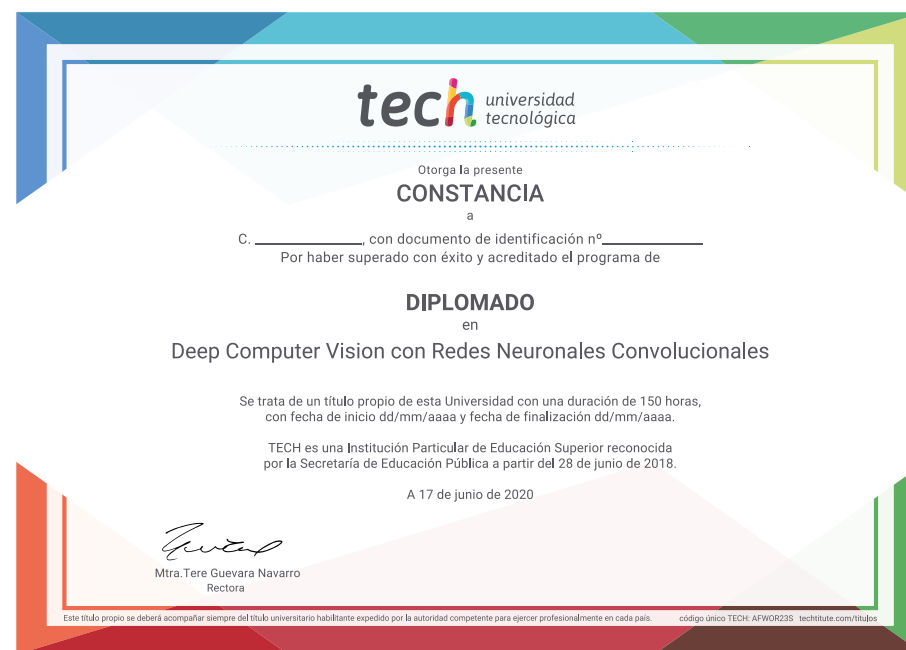 tech universidad
tecnológica
Otorga la presente
CONSTANCIA
a
C. ______________, con documento de identificación nº_____________
Por haber superado con éxito y acreditado el programa de
DIPLOMADO
en
Deep Computer Vision con Redes Neuronales Convolucionales
Se trata de un título propio de esta Universidad con una duración de 150 horas,
con fecha de inicio dd/mm/aaaa y fecha de finalización dd/mm/aaaa.
TECH es una Institución Particular de Educación Superior reconocida
por la Secretaría de Educación Pública a partir del 28 de junio de 2018.
A 17 de junio de 2020
Mtra.Tere Guevara Navarro
Rectora
Este título propio se deberá acompañar siempre del título universitario habilitante expedido por la autoridad competente para ejercer profesionalmente en cada país. código único TECH: AFWOR23S techtitute.com/titulos